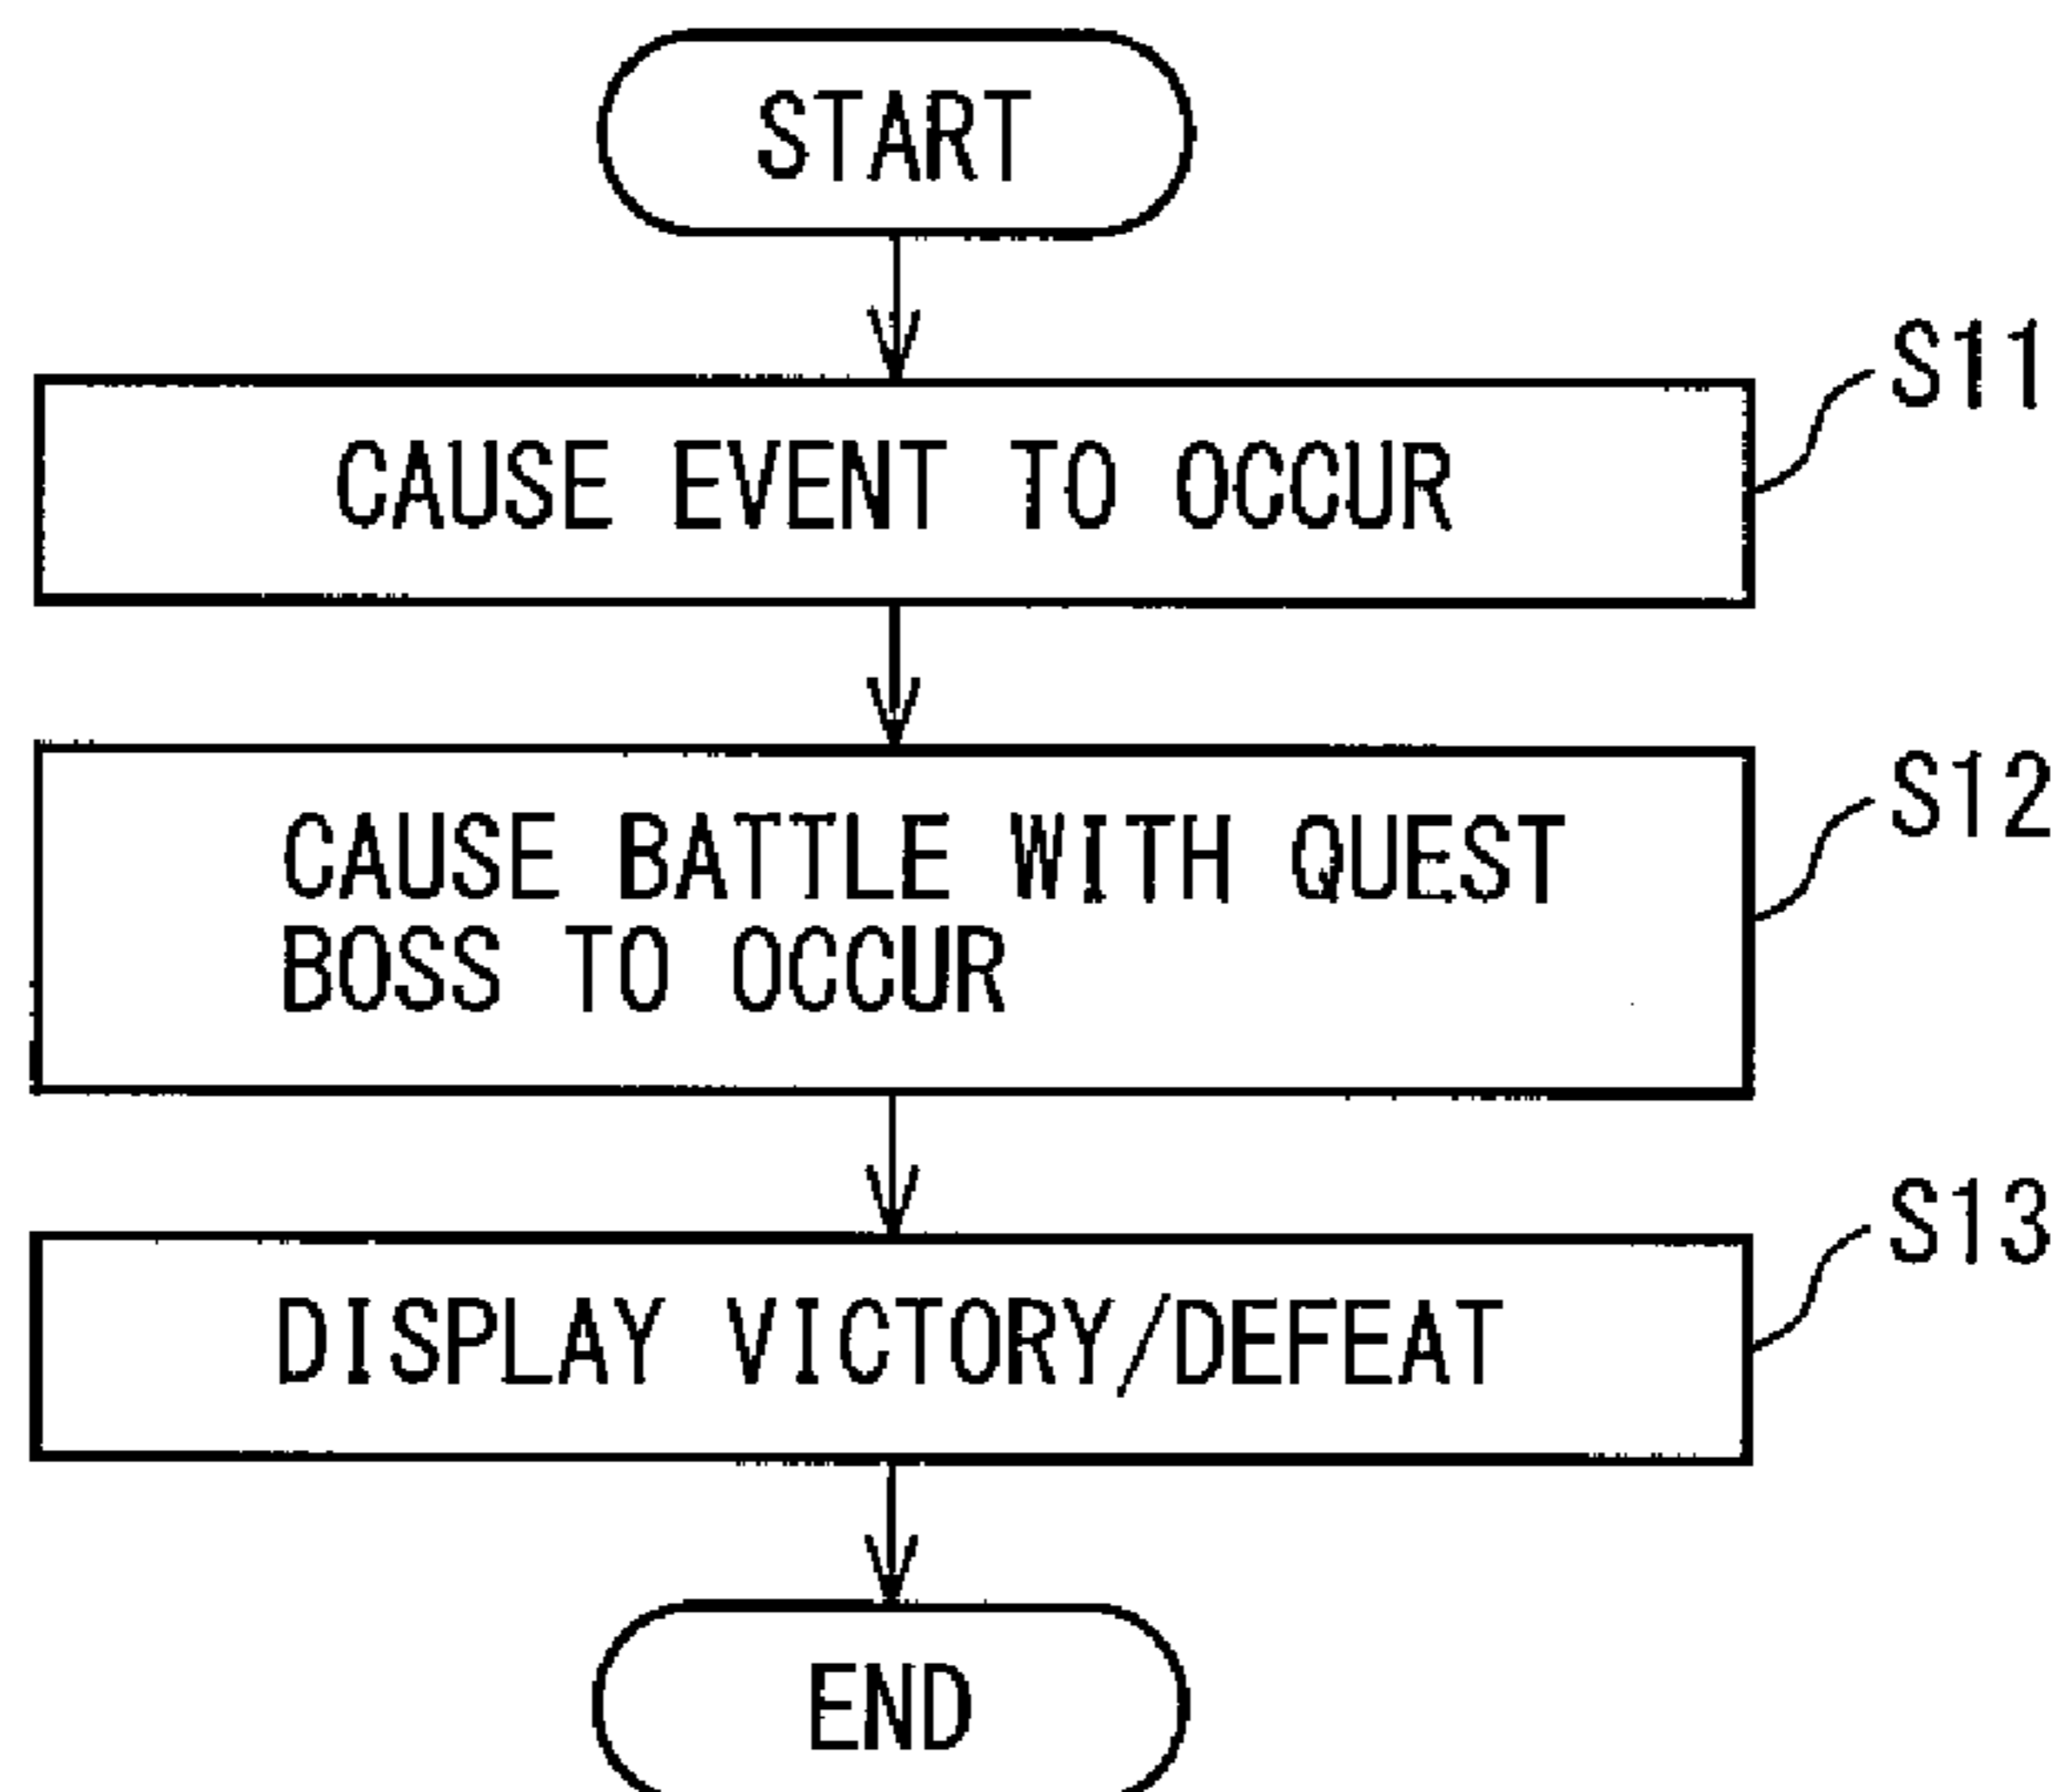 START
S11
CAUSE EVENT TO OCCUR
S12
CAUSE BATTLE WITH QUEST
BOSS TO OCCUR
S13
DISPLAY VICTORY/DEFEAT
END